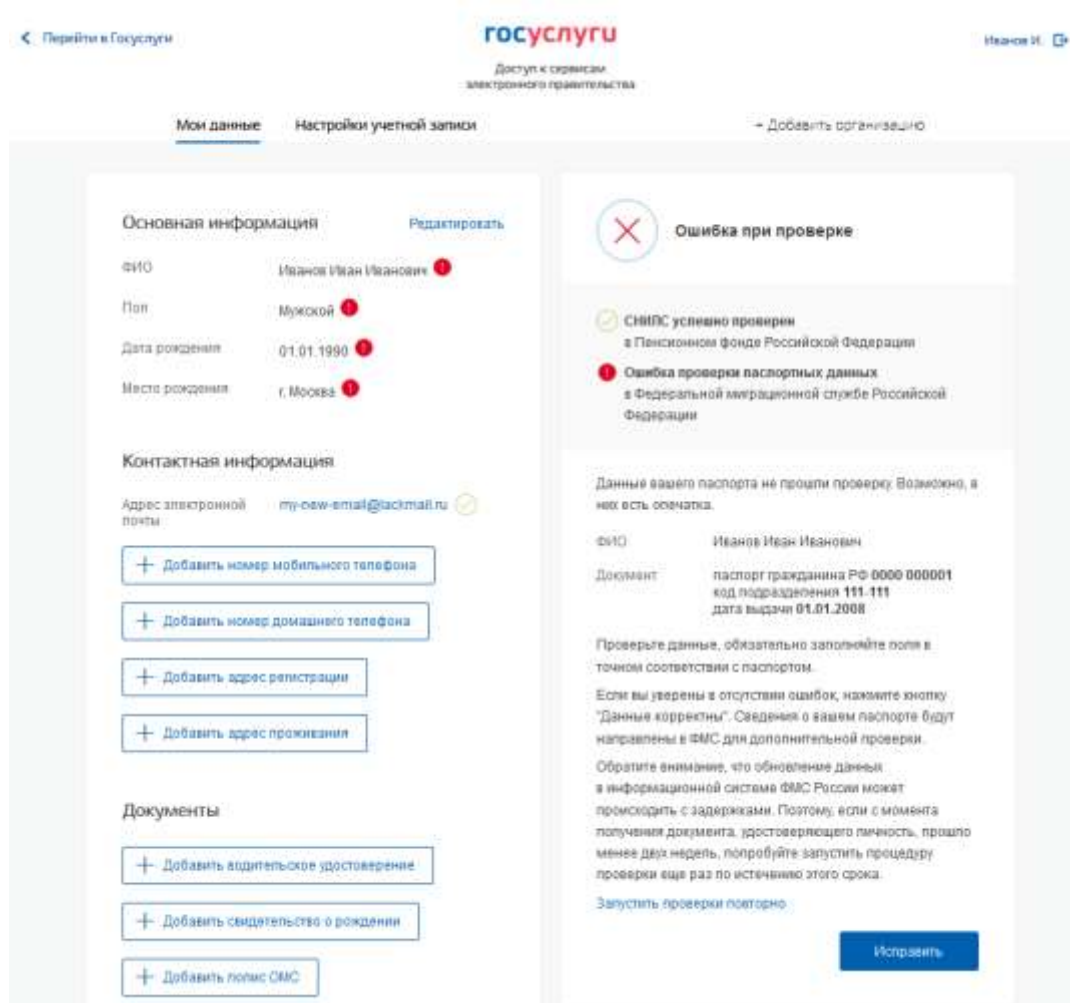 Перейти в Госуслуги
госуслуги
Иванов И.
Доступ к сервисам
электронного правительства
Мои данные
Настройки учетной записи
+ Добавить организацию
Основная информация
Редактировать
ФИО
Иванов Иван Иванович
Пол
Мужской
Дата рождения
01.01.1990
Место рождения
г. Москва
Контактная информация
Адрес электронной
почты
my-new-email@lackmail.ru
Добавить номер мобильного телефона
Добавить номер домашнего телефона
Добавить адрес регистрации
Добавить адрес проживания
Документы
Добавить водительское удостоверение
Добавить свидетельство о рождении
Добавить полис ОМС
Ошибка при проверке
СНИЛС успешно проверен
в Пенсионном фонде Российской Федерации
Ошибка проверки паспортных данных
в Федеральной миграционной службе Российской
Федерации
Данные вашего паспорта не прошли проверку. Возможно, в
них есть опечатка.
ФИО
Иванов Иван Иванович
Документ
паспорт гражданина РФ 0000 000001
код подразделения 111-111
дата выдачи 01.01.2008
Проверьте данные, обязательно заполняйте поля в
точном соответствии с паспортом.
Если вы уверены в отсутствии ошибок, нажмите кнопку
"Данные корректны". Сведения о вашем паспорте будут
направлены в ФМС для дополнительной проверки.
Обратите внимание, что обновление данных
в информационной системе ФМС России может
происходить с задержками. Поэтому, если с момента
получения документа, удостоверяющего личность, прошло
менее двух недель, попробуйте запустить процедуру
проверки еще раз по истечению этого срока.
Запустить проверки повторно
Исправить